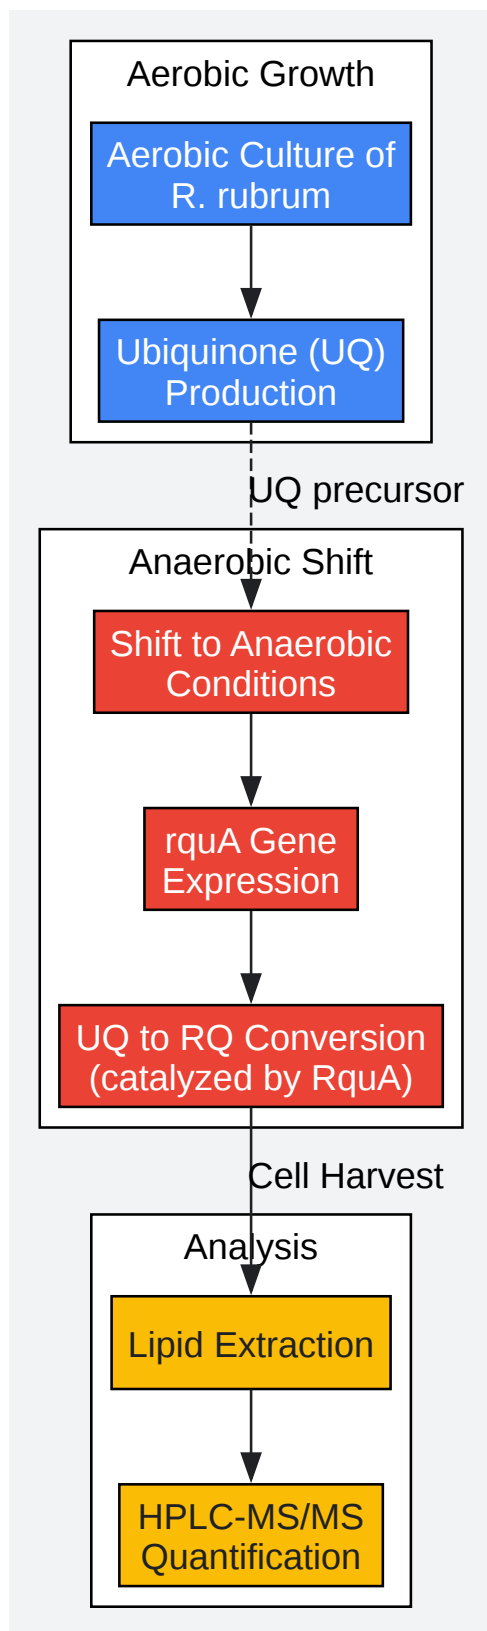 Aerobic Growth
Aerobic Culture of
R. rubrum
Ubiquinone (UQ)
Production
UQ precursor
Anaerobic Shift
Shift to Anaerobic
Conditions
rquA Gene
Expression
UQ to RQ Conversion
(catalyzed by RquA)
Cell Harvest
Analysis
Lipid Extraction
HPLC-MS/MS
Quantification